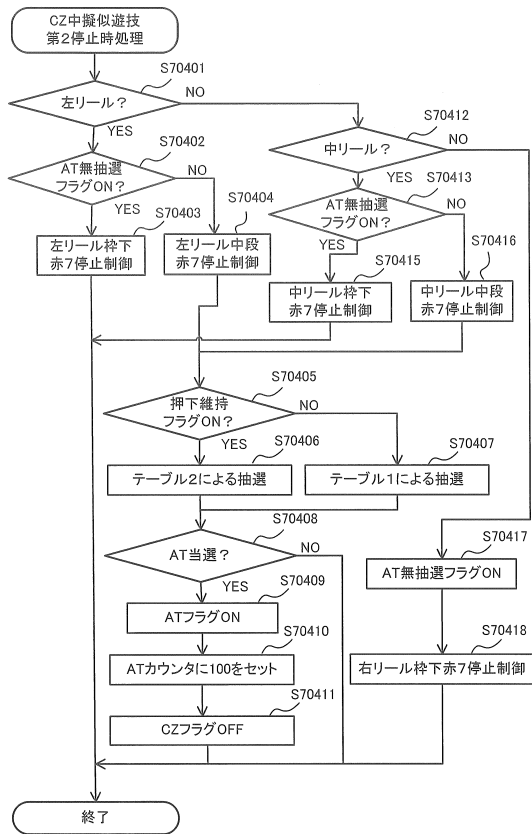 CZ中擬似遊技
第2停止時処理
S70401
左リール?
NO
YES
S70402
AT無抽選
フラグON?
NO
YES
S70403
左リール枠下
赤7停止制御
S70404
左リール中段
赤7停止制御
S70412
中リール?
NO
YES
S70413
AT無抽選
フラグON?
NO
YES
S70415
中リール枠下
赤7停止制御
S70416
中リール中段
赤7停止制御
S70405
押下維持
フラグON?
NO
YES
S70406
テーブル2による抽選
S70407
テーブル1による抽選
S70408
AT当選?
NO
YES
S70409
ATフラグON
S70410
ATカウンタに100をセット
S70411
CZフラグOFF
S70417
AT無抽選フラグON
S70418
右リール枠下赤7停止制御
終了